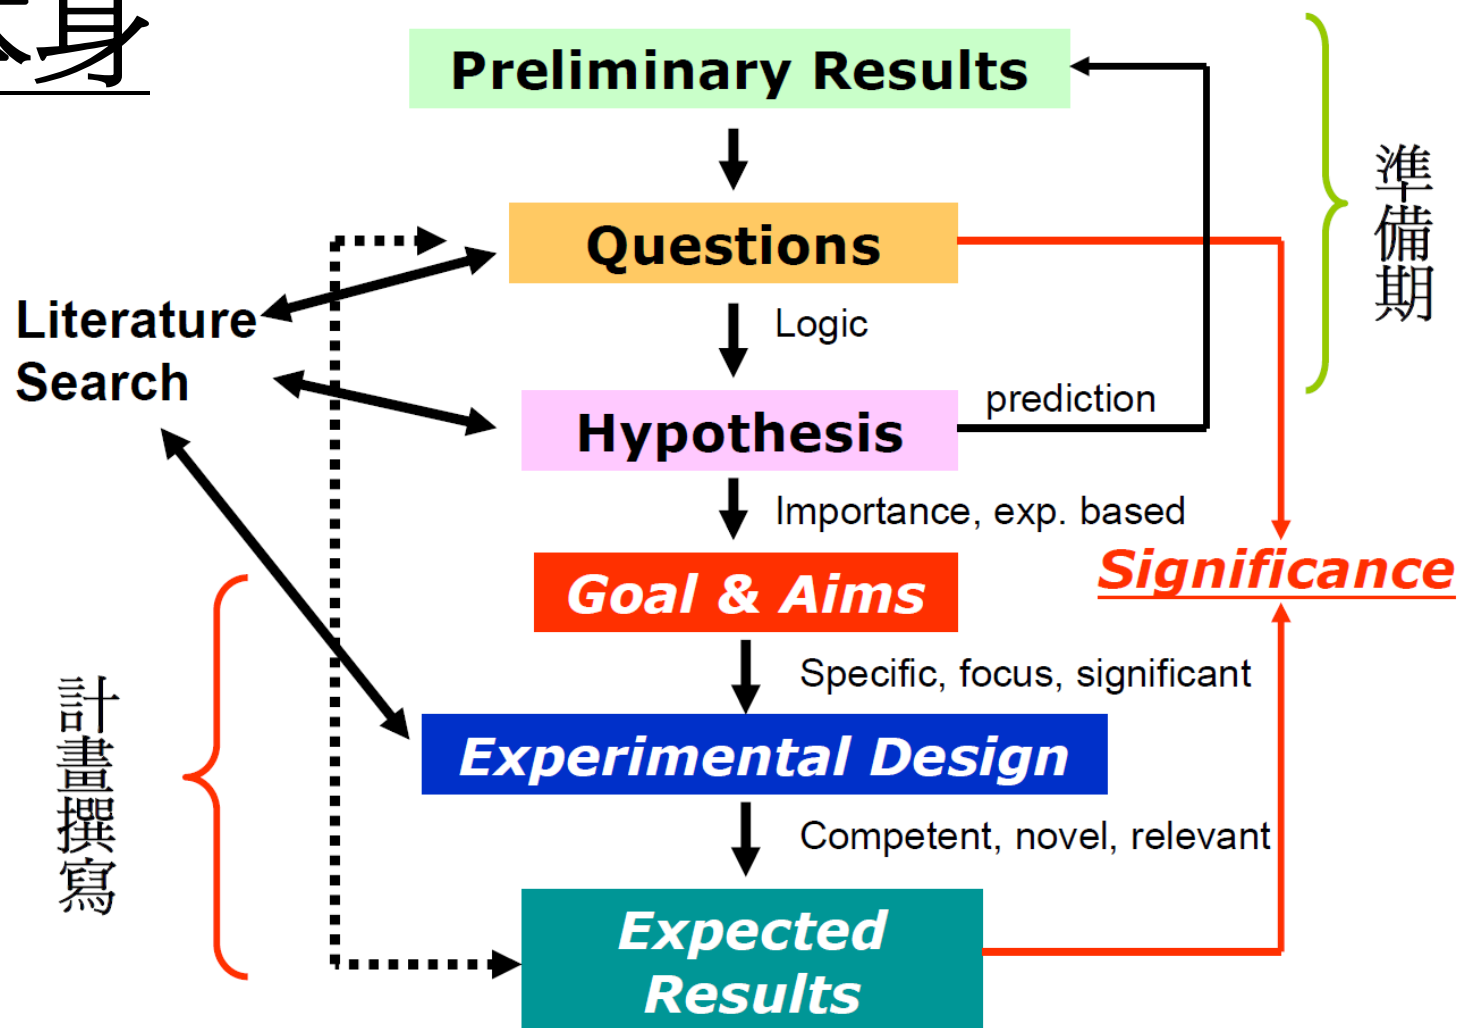 身
Preliminary Results
準備期
Questions
Literature
Search
Logic
prediction
Hypothesis
Importance, exp. based
Goal & Aims
Significance
Specific, focus, significant
計畫撰寫
Experimental Design
Competent, novel, relevant
Expected
Results